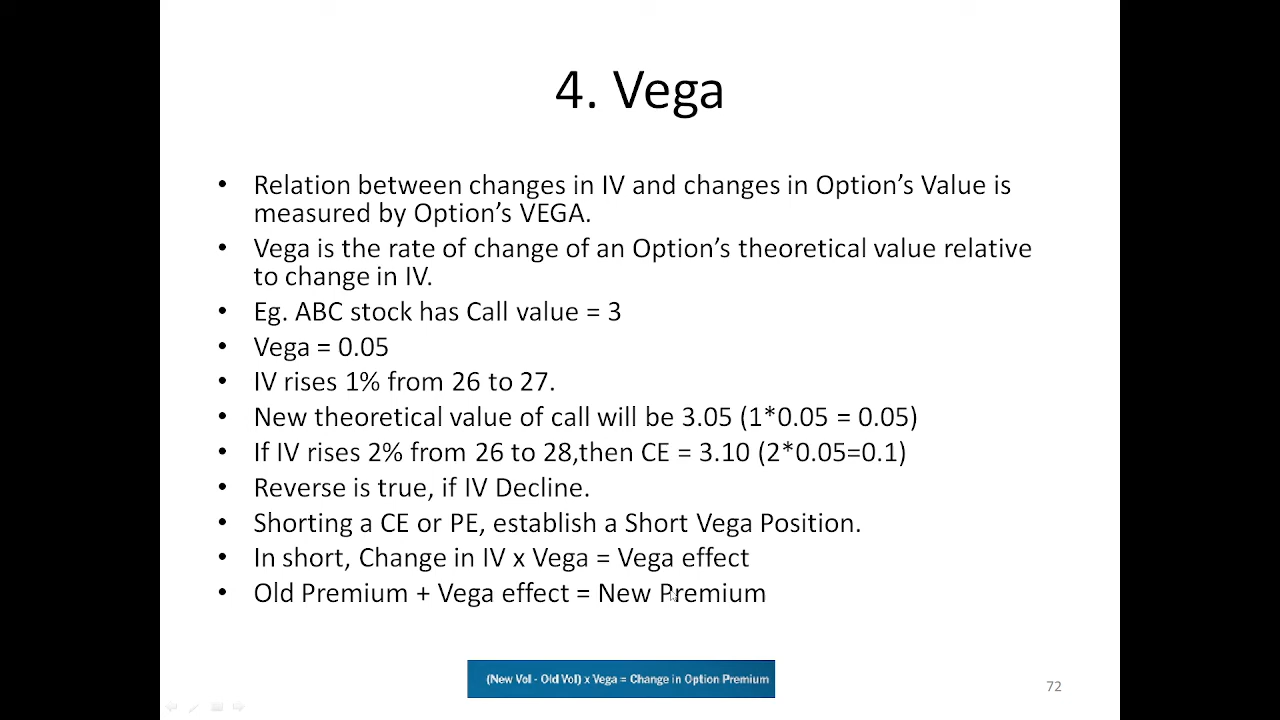 4. Vega
• Relation between changes in IV and changes in Option’s Value is
measured by Option’s VEGA.
• Vega is the rate of change of an Option’s theoretical value relative
to change in IV.
• Eg. ABC stock has Call value = 3
• Vega = 0.05
• IV rises 1% from 26 to 27.
• New theoretical value of call will be 3.05 (1*0.05 = 0.05)
• If IV rises 2% from 26 to 28,then CE = 3.10 (2*0.05=0.1)
• Reverse is true, if IV Decline.
• Shorting a CE or PE, establish a Short Vega Position.
• In short, Change in IV x Vega = Vega effect
• Old Premium + Vega effect = New Premium
(New Vol - Old Vol) x Vega = Change in Option Premium
72